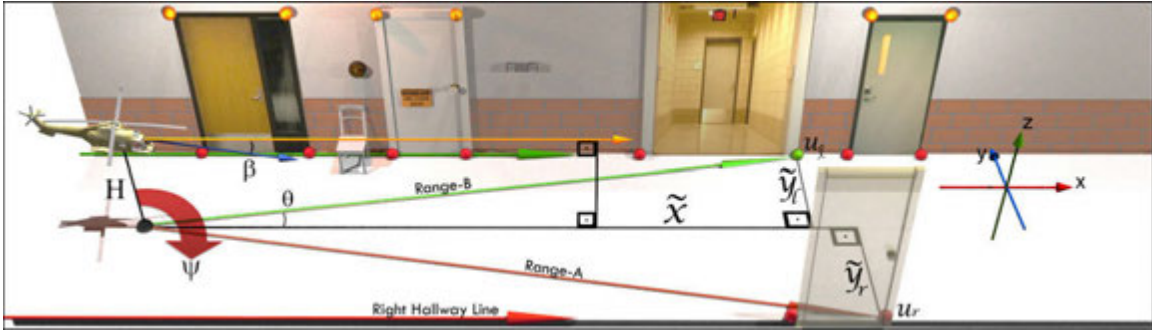 z
y
x
u_ℓ
β
H
θ
Range-B
x̃
ỹ_ℓ
Ψ
Range-A
ỹ_r
Right Hallway Line
u_r